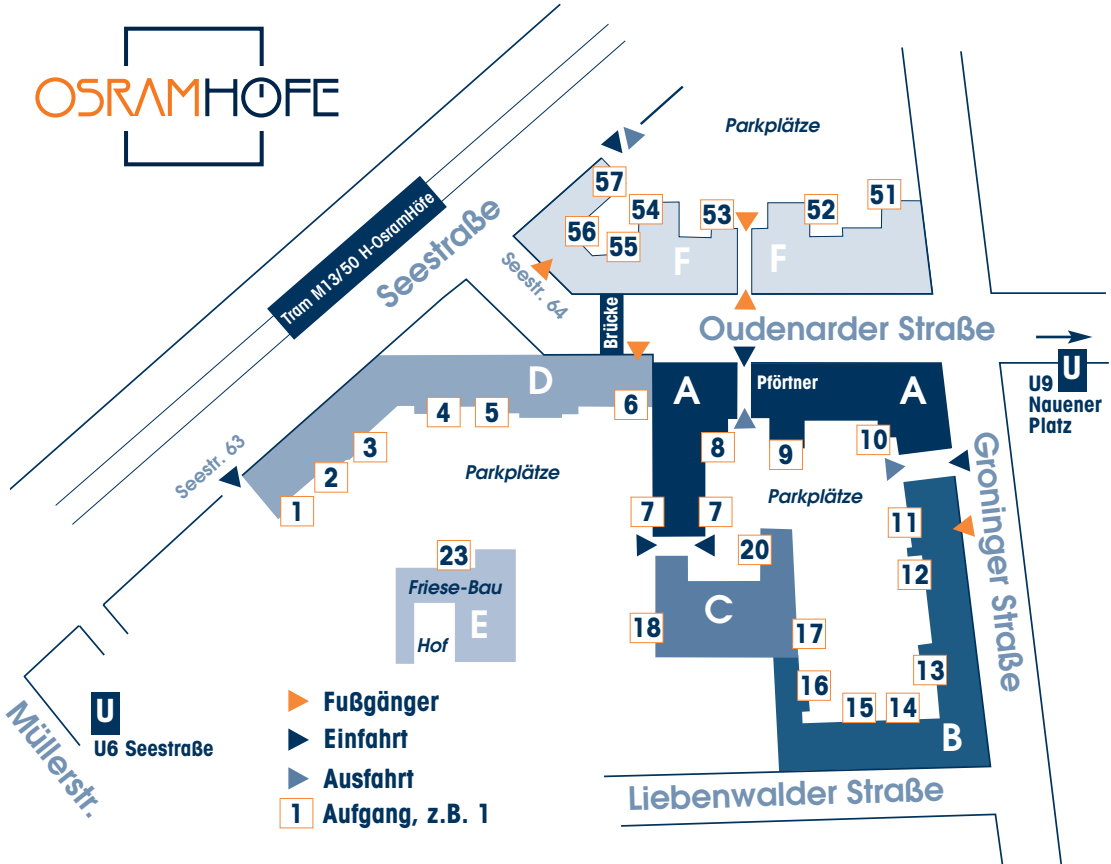 OSRAMHÖFE
Parkplätze
Tram M13/50 H-OsramHöfe
Seestraße
57
54
53
52
51
56
55
F
F
Seestr. 64
Brücke
Oudenarder Straße
D
A
Pförtner
A
U
U9
Nauener
Platz
4
5
6
8
9
10
3
2
1
Seestr. 63
Parkplätze
Parkplätze
7
7
11
Groninger Straße
23
20
12
Friese-Bau
Hof
E
C
18
17
13
16
15
14
B
Müllerstr.
U
U6 Seestraße
Fußgänger
Einfahrt
Ausfahrt
1 Aufgang, z.B. 1
Liebenwalder Straße